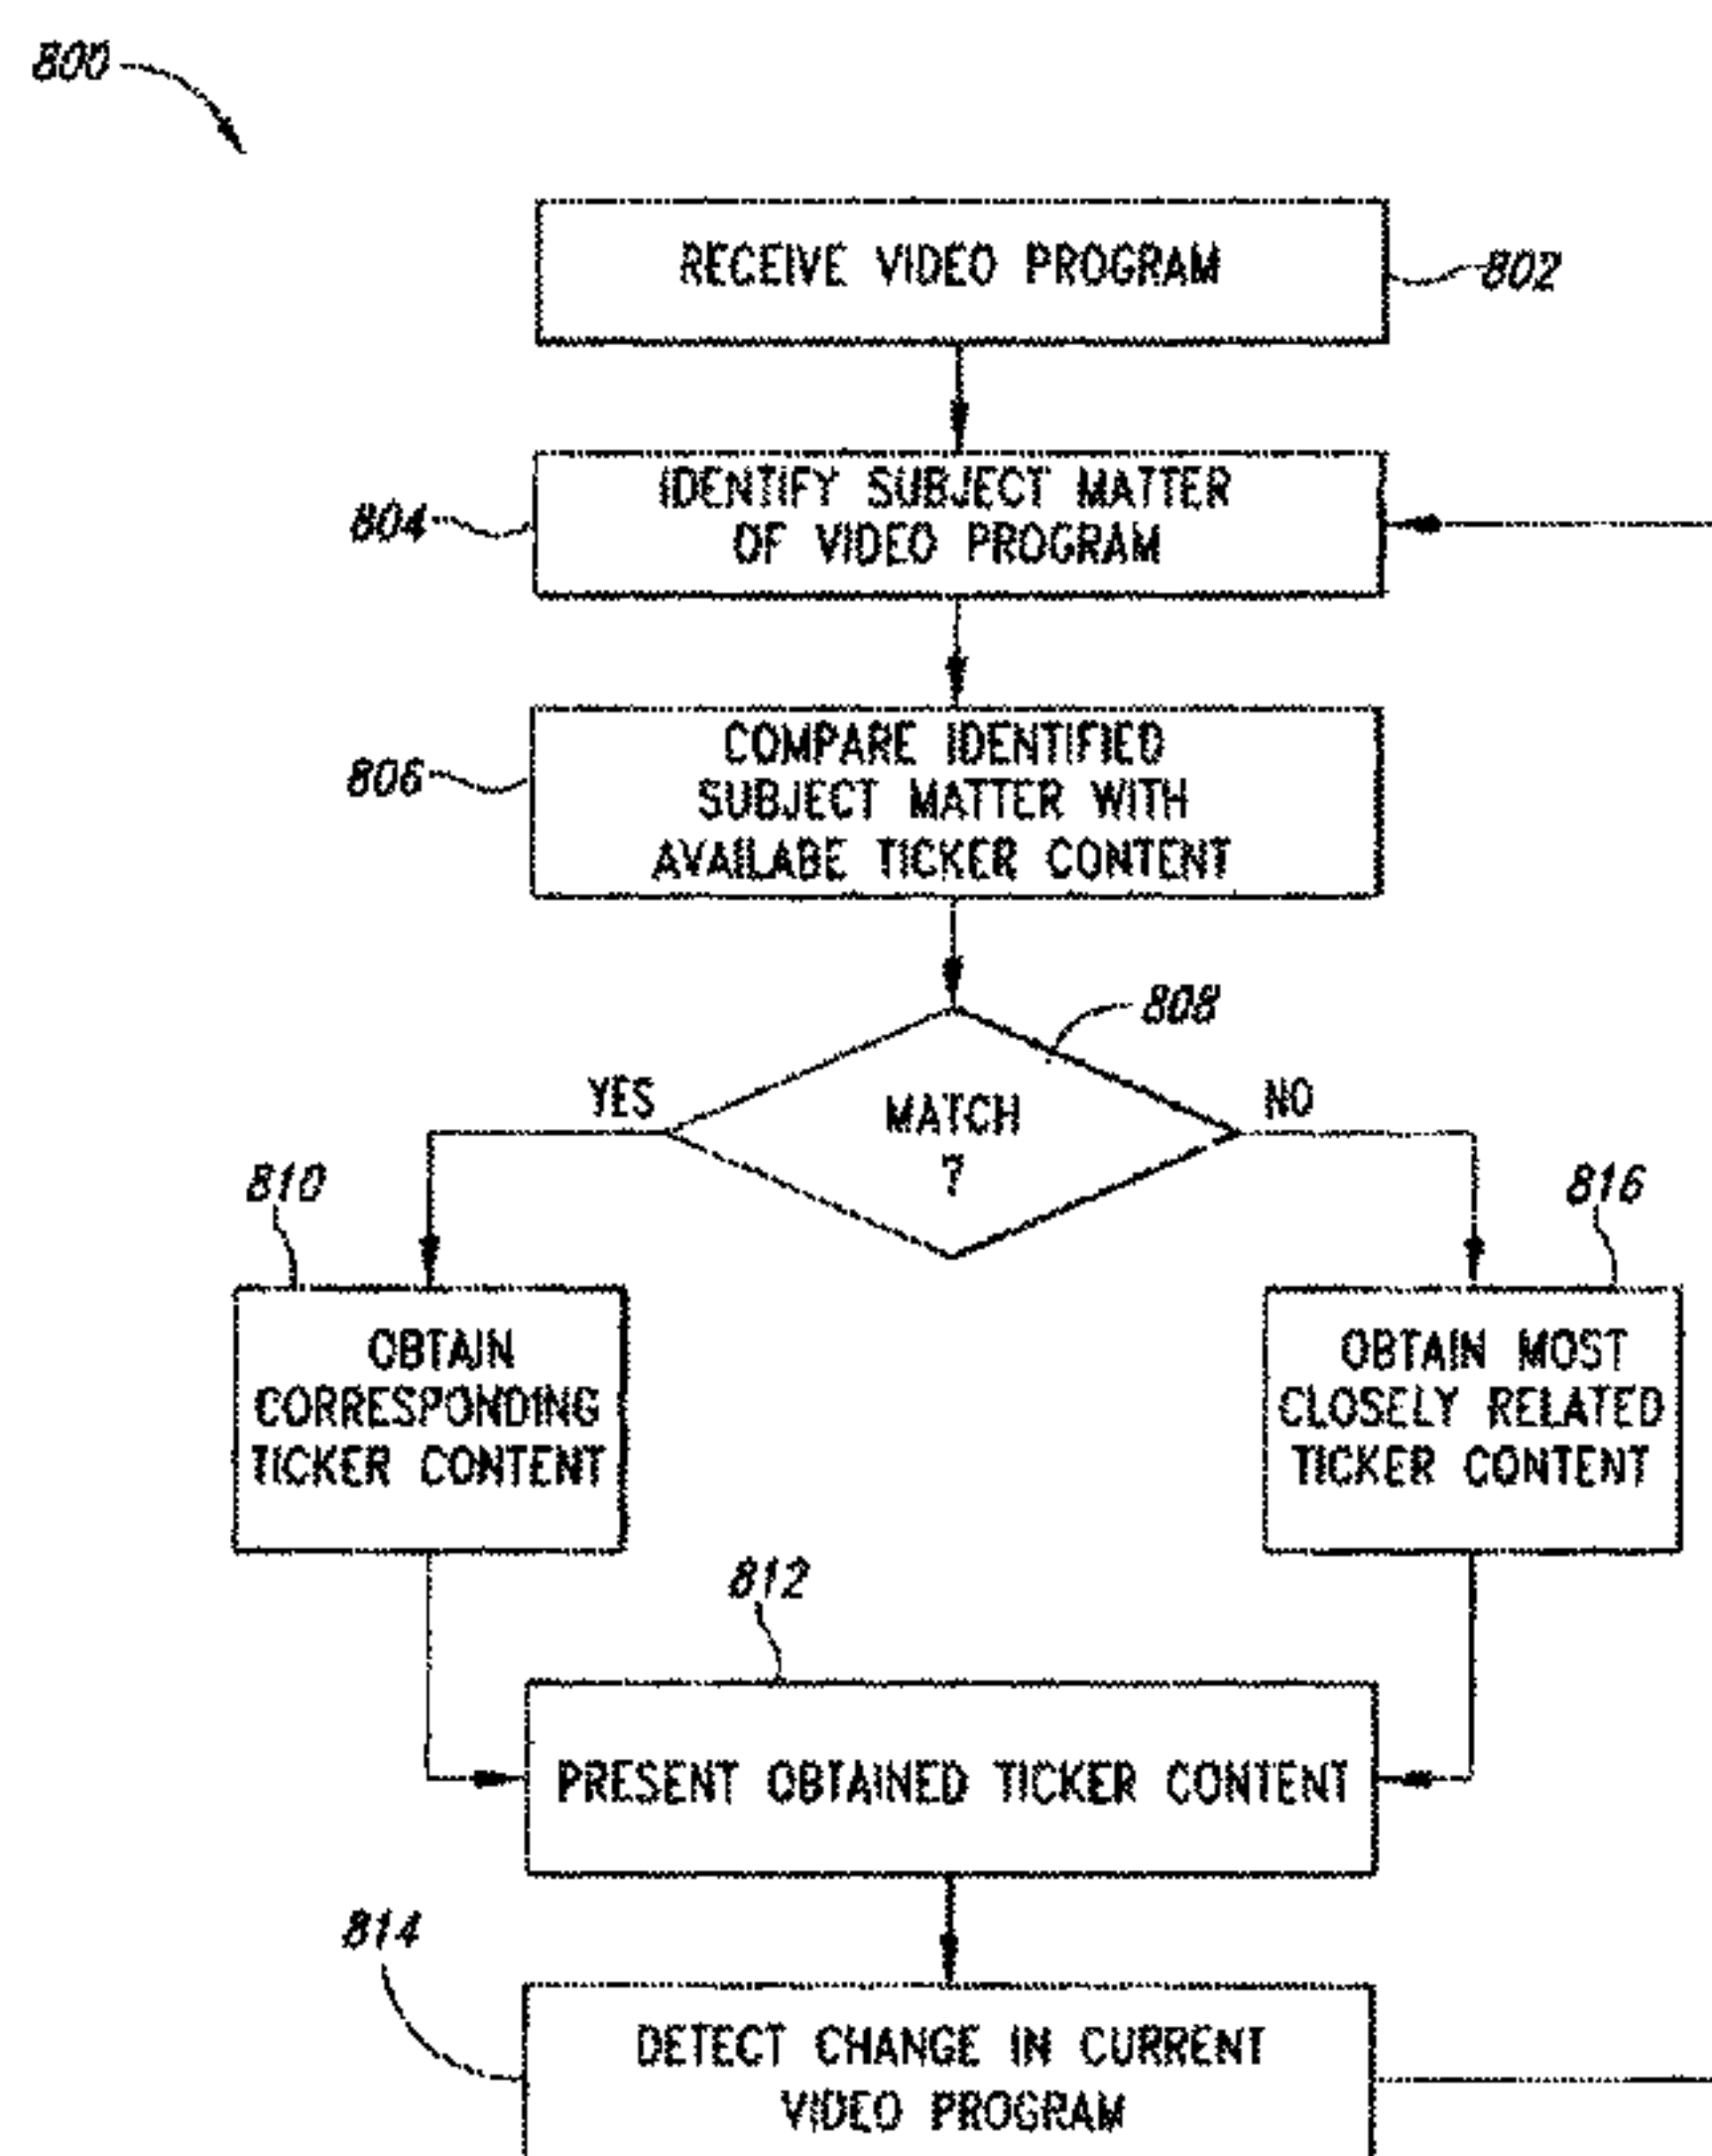 800
RECEIVE VIDEO PROGRAM
802
IDENTIFY SUBJECT MATTER
OF VIDEO PROGRAM
804
COMPARE IDENTIFIED
SUBJECT MATTER WITH
AVAILABE TICKER CONTENT
806
808
MATCH
?
YES
NO
810
OBTAIN
CORRESPONDING
TICKER CONTENT
816
OBTAIN MOST
CLOSELY RELATED
TICKER CONTENT
812
PRESENT OBTAINED TICKER CONTENT
814
DETECT CHANGE IN CURRENT
VIDEO PROGRAM